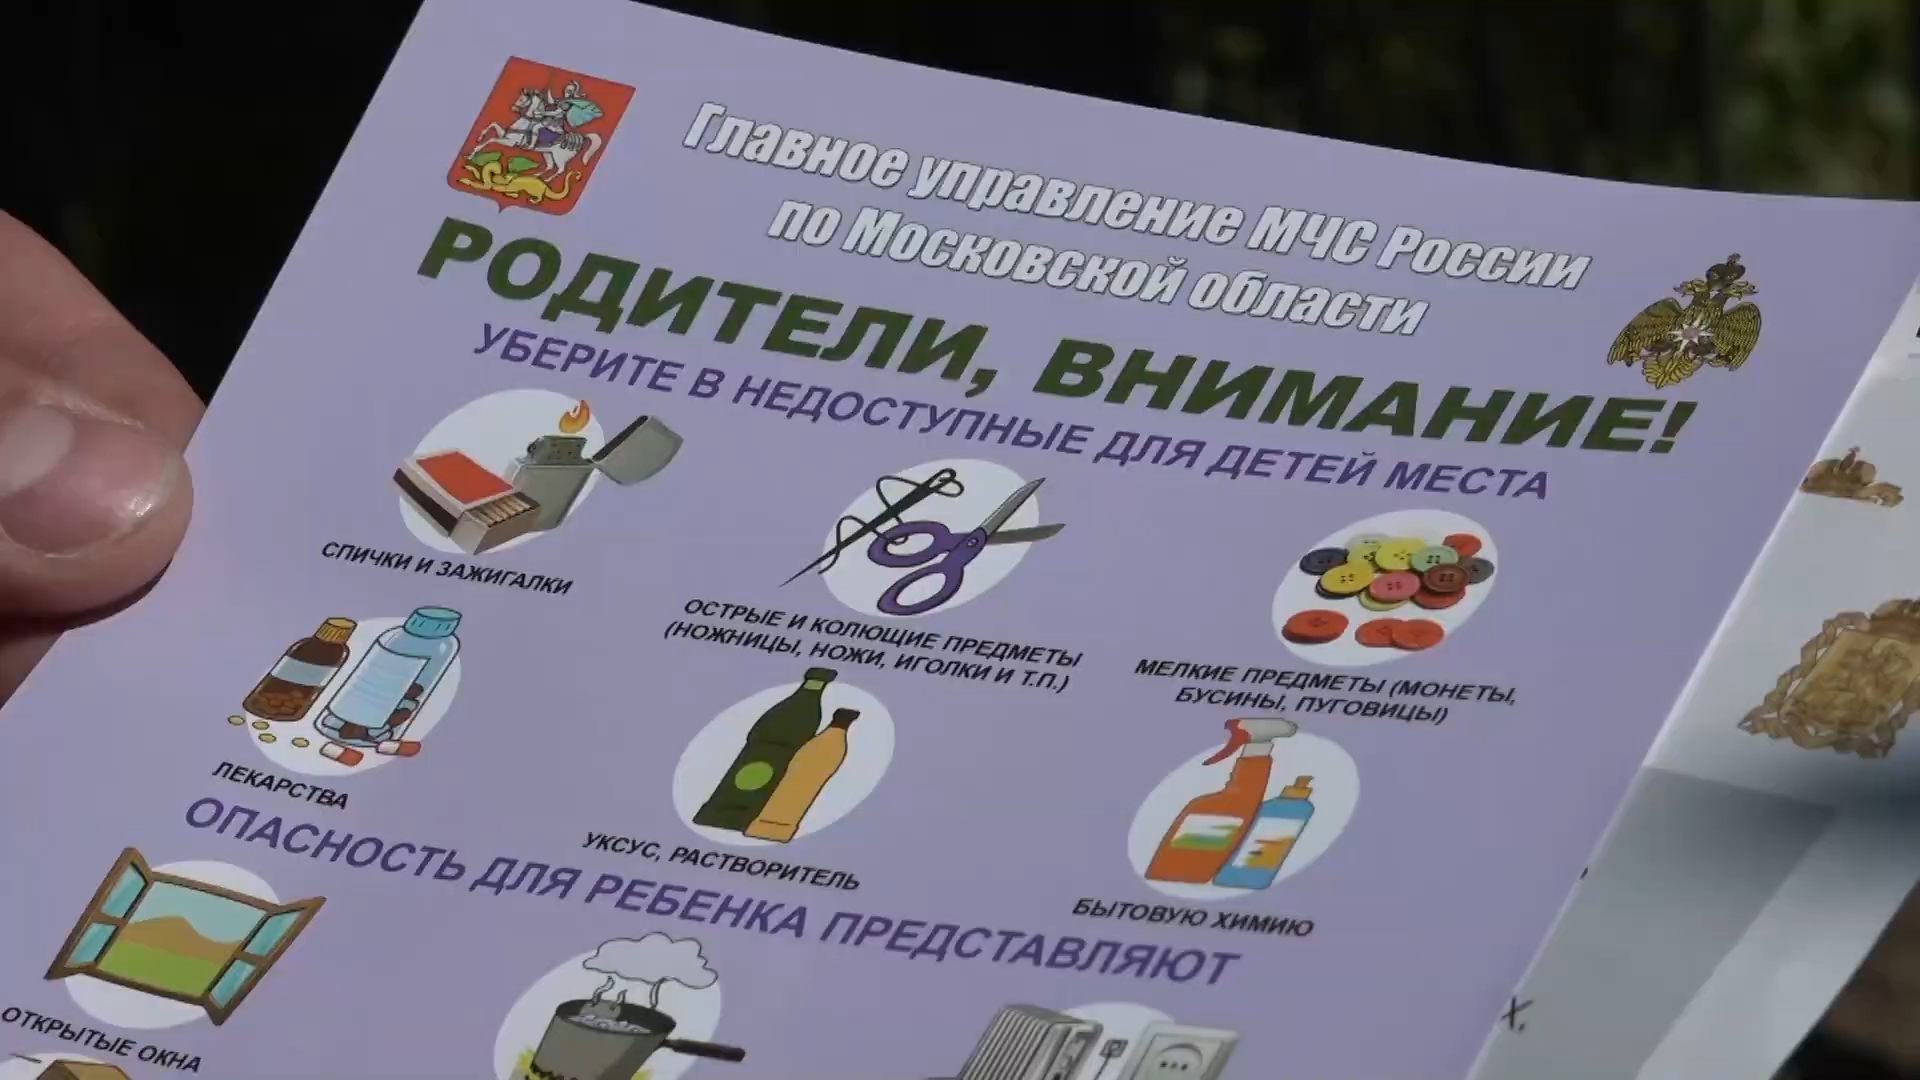 Главное управление МЧС России
по Московской области
РОДИТЕЛИ, ВНИМАНИЕ!
УБЕРИТЕ В НЕДОСТУПНЫЕ ДЛЯ ДЕТЕЙ МЕСТА
СПИЧКИ И ЗАЖИГАЛКИ
ОСТРЫЕ И КОЛЮЩИЕ ПРЕДМЕТЫ
(НОЖНИЦЫ, НОЖИ, ИГОЛКИ И Т.П.)
МЕЛКИЕ ПРЕДМЕТЫ (МОНЕТЫ,
БУСИНЫ, ПУГОВИЦЫ)
ЛЕКАРСТВА
УКСУС, РАСТВОРИТЕЛЬ
БЫТОВУЮ ХИМИЮ
ОПАСНОСТЬ ДЛЯ РЕБЕНКА ПРЕДСТАВЛЯЮТ
ОТКРЫТЫЕ ОКНА